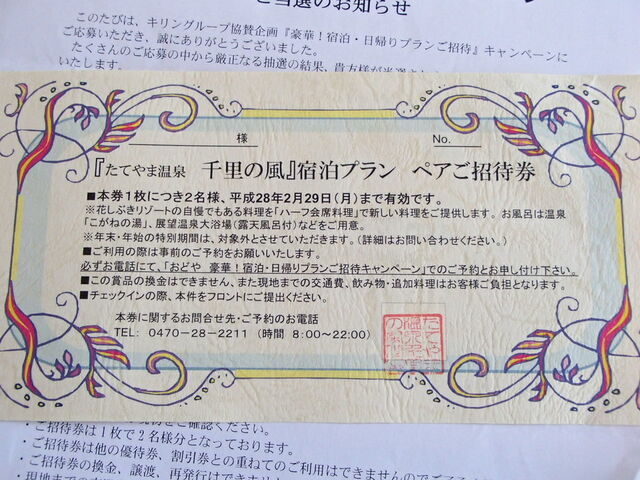 ご当選のお知らせ
このたびは、キリングループ協賛企画『豪華！宿泊・日帰りプランご招待』キャンペーンに
ご応募いただき、誠にありがとうございました。
たくさんのご応募の中から厳正なる抽選の結果、貴方様が当選
いたします。
様 No.
『たてやま温泉 千里の風』宿泊プラン ペアご招待券
■本券1枚につき2名様、平成28年2月29日(月)まで有効です。
※花しぶきリゾートの自慢でもある料理を「ハーフ会席料理」で新しい料理をご提供します。お風呂は温泉
「こがねの湯」、展望温泉大浴場(露天風呂付)などをご用意。
※年末・年始の特別期間は、対象外とさせていただきます。(詳細はお問い合わせください。)
■ご利用の際は事前のご予約をお願いいたします。
必ずお電話にて、「おどや 豪華！宿泊・日帰りプランご招待キャンペーン」でのご予約とお申し付け下さい。
■この賞品の換金はできません、また現地までの交通費、飲み物・追加料理はお客様ご負担となります。
■チェックインの際、本件をフロントにご提出ください。
本券に関するお問合せ先・ご予約のお電話
TEL: 0470-28-2211 (時間 8:00～22:00)
ご確認ください。
・ご招待券は1枚で2名様分となっております。
・ご招待券は他の優待券、割引券との重ねてのご利用はできませんので
・ご招待券の換金、譲渡、再発行はできません